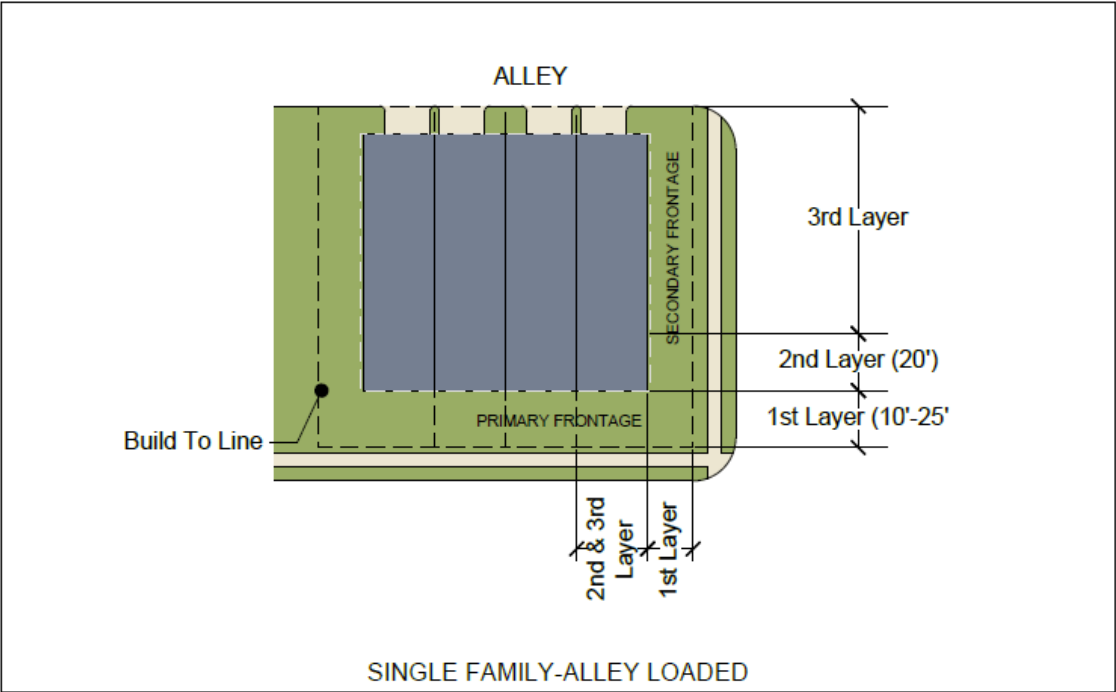 ALLEY
SECONDARY FRONTAGE
3rd Layer
2nd Layer (20')
1st Layer (10'-25'
PRIMARY FRONTAGE
Build To Line
2nd & 3rd
Layer
1st Layer
SINGLE FAMILY-ALLEY LOADED